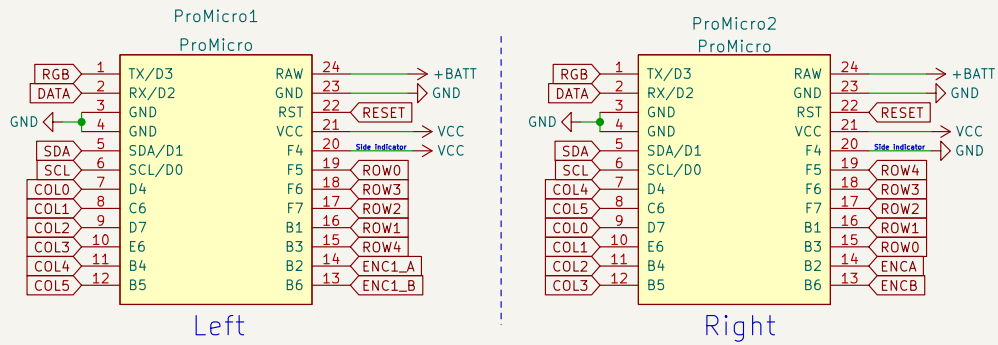 ProMicro1
ProMicro
RGB 1 TX/D3 RAW 24 +BATT
DATA 2 RX/D2 GND 23 GND
3 GND RST 22 RESET
GND 4 GND VCC 21 VCC
SDA 5 SDA/D1 F4 20 Side indicator VCC
SCL 6 SCL/D0 F5 19 ROW0
COL0 7 D4 F6 18 ROW3
COL1 8 C6 F7 17 ROW2
COL2 9 D7 B1 16 ROW1
COL3 10 E6 B3 15 ROW4
COL4 11 B4 B2 14 ENC1_A
COL5 12 B5 B6 13 ENC1_B
Left
ProMicro2
ProMicro
RGB 1 TX/D3 RAW 24 +BATT
DATA 2 RX/D2 GND 23 GND
3 GND RST 22 RESET
GND 4 GND VCC 21 VCC
SDA 5 SDA/D1 F4 20 Side indicator GND
SCL 6 SCL/D0 F5 19 ROW4
COL4 7 D4 F6 18 ROW3
COL5 8 C6 F7 17 ROW2
COL0 9 D7 B1 16 ROW1
COL1 10 E6 B3 15 ROW0
COL2 11 B4 B2 14 ENCA
COL3 12 B5 B6 13 ENCB
Right